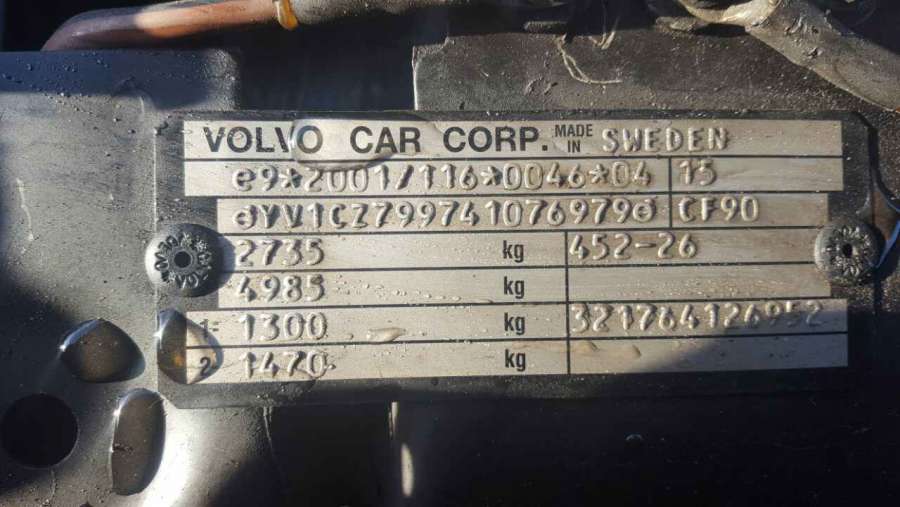 VOLVO CAR CORP. MADE IN SWEDEN
e9*2001/116*0046*04 15
YV1CZ799741076979 CF90
2735 kg 452-26
4985 kg
1- 1300 kg 321764126952
2- 1470 kg